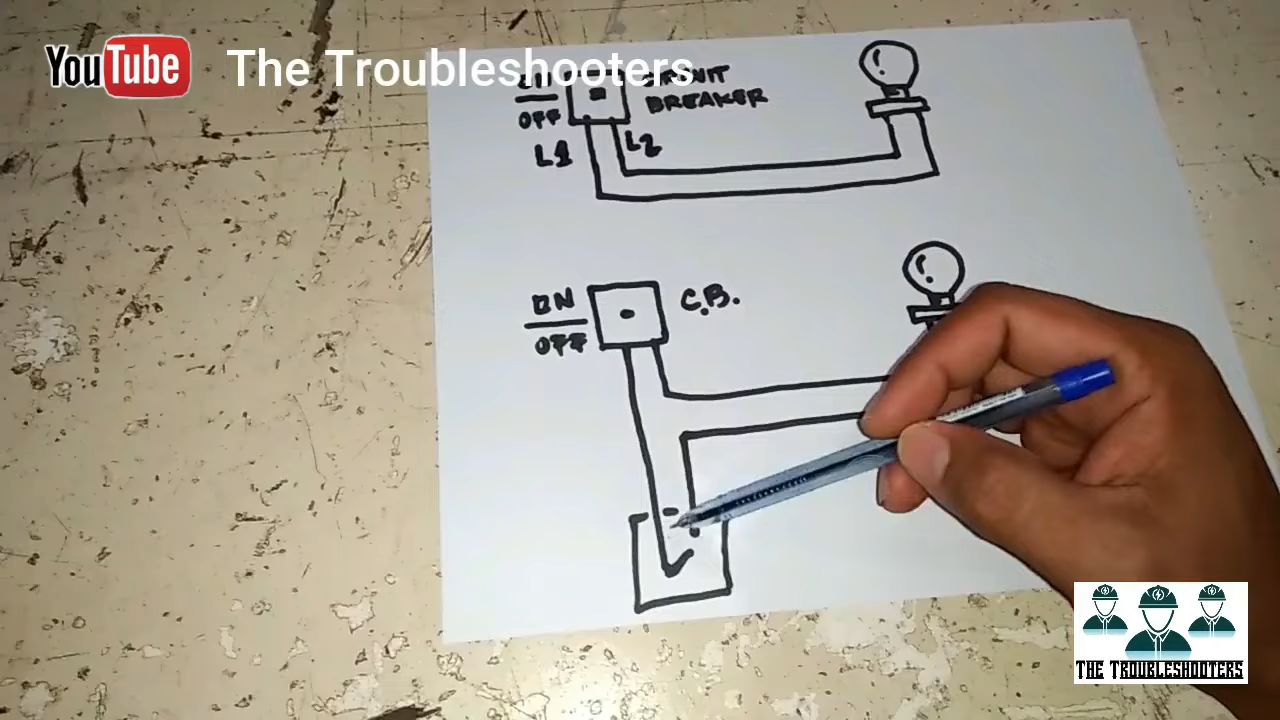 YouTube The Troubleshooters
OFF
BREAKER
L1
L2
ON
C.B.
OFF
THE TROUBLESHOOTERS